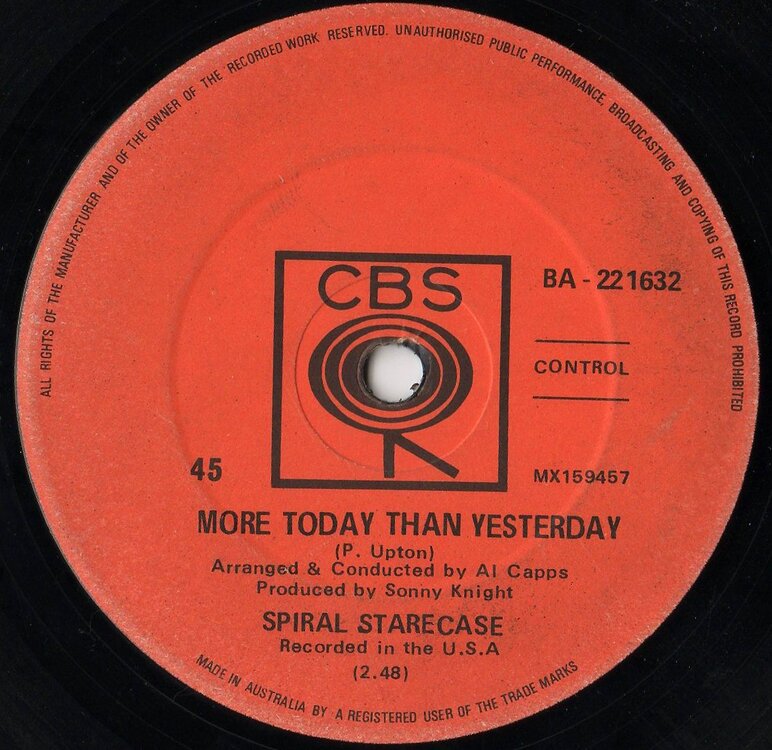 ALL RIGHTS OF THE MANUFACTURER AND OF THE OWNER OF THE RECORDED WORK RESERVED. UNAUTHORISED PUBLIC PERFORMANCE, BROADCASTING AND COPYING OF THIS RECORD PROHIBITED
CBS
BA - 221632
CONTROL
45
MX159457
MORE TODAY THAN YESTERDAY
(P. Upton)
Arranged & Conducted by Al Capps
Produced by Sonny Knight
SPIRAL STARECASE
Recorded in the U.S.A
(2.48)
MADE IN AUSTRALIA BY A REGISTERED USER OF THE TRADE MARKS